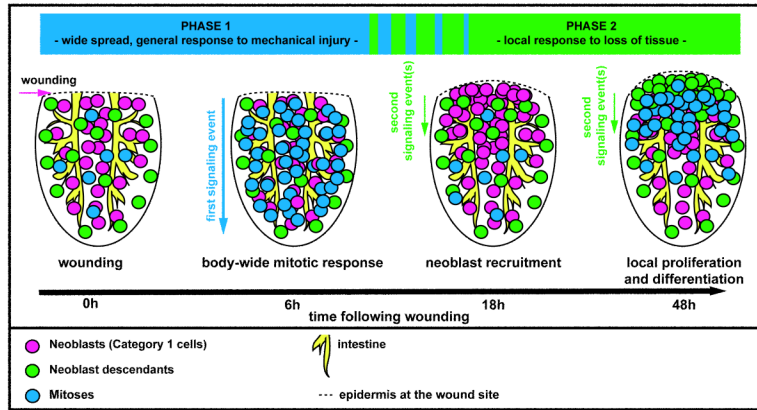 PHASE 1
- wide spread, general response to mechanical injury-
PHASE 2
- local response to loss of tissue -
wounding
first signaling event
second
signaling event(s)
second
signaling event(s)
wounding
body-wide mitotic response
neoblast recruitment
local proliferation
and differentiation
0h
6h
18h
48h
time following wounding
Neoblasts (Category 1 cells)
Neoblast descendants
Mitoses
intestine
epidermis at the wound site